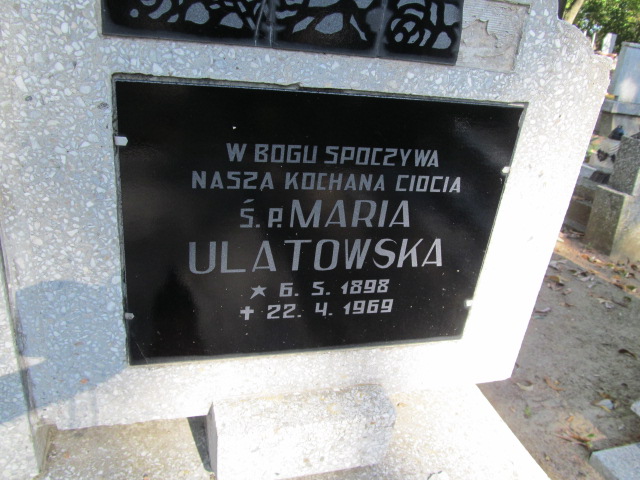 W BOGU SPOCZYWA
NASZA KOCHANA CIOCIA
Ś.P. MARIA
ULATOWSKA
★ 6. 5. 1898
✝ 22. 4. 1969